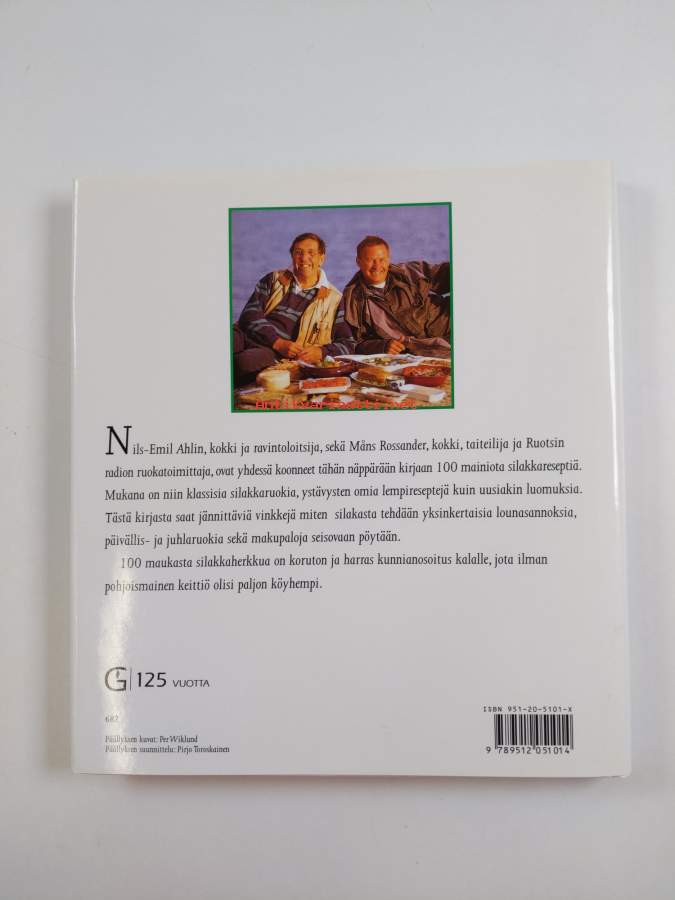 Antikvariaatti.net
Nils-Emil Ahlin, kokki ja ravintoloitsija, sekä Måns Rossander, kokki, taiteilija ja Ruotsin
radion ruokatoimittaja, ovat yhdessä koonneet tähän näppärään kirjaan 100 mainiota silakkareseptiä.
Mukana on niin klassisia silakkaruokia, ystävysten omia lempireseptejä kuin uusiakin luomuksia.
Tästä kirjasta saat jännittäviä vinkkejä miten silakasta tehdään yksinkertaisia lounasannoksia,
päivällis- ja juhlaruokia sekä makupaloja seisovaan pöytään.
100 maukasta silakkaherkkua on koruton ja harras kunnianosoitus kalalle, jota ilman
pohjoismainen keittiö olisi paljon köyhempi.
G 125 VUOTTA
687
Päällyksen kuvat: Per Wiklund
Päällyksen suunnittelu: Pirjo Toroskainen
ISBN 951-20-5101-X
9 789512 051014